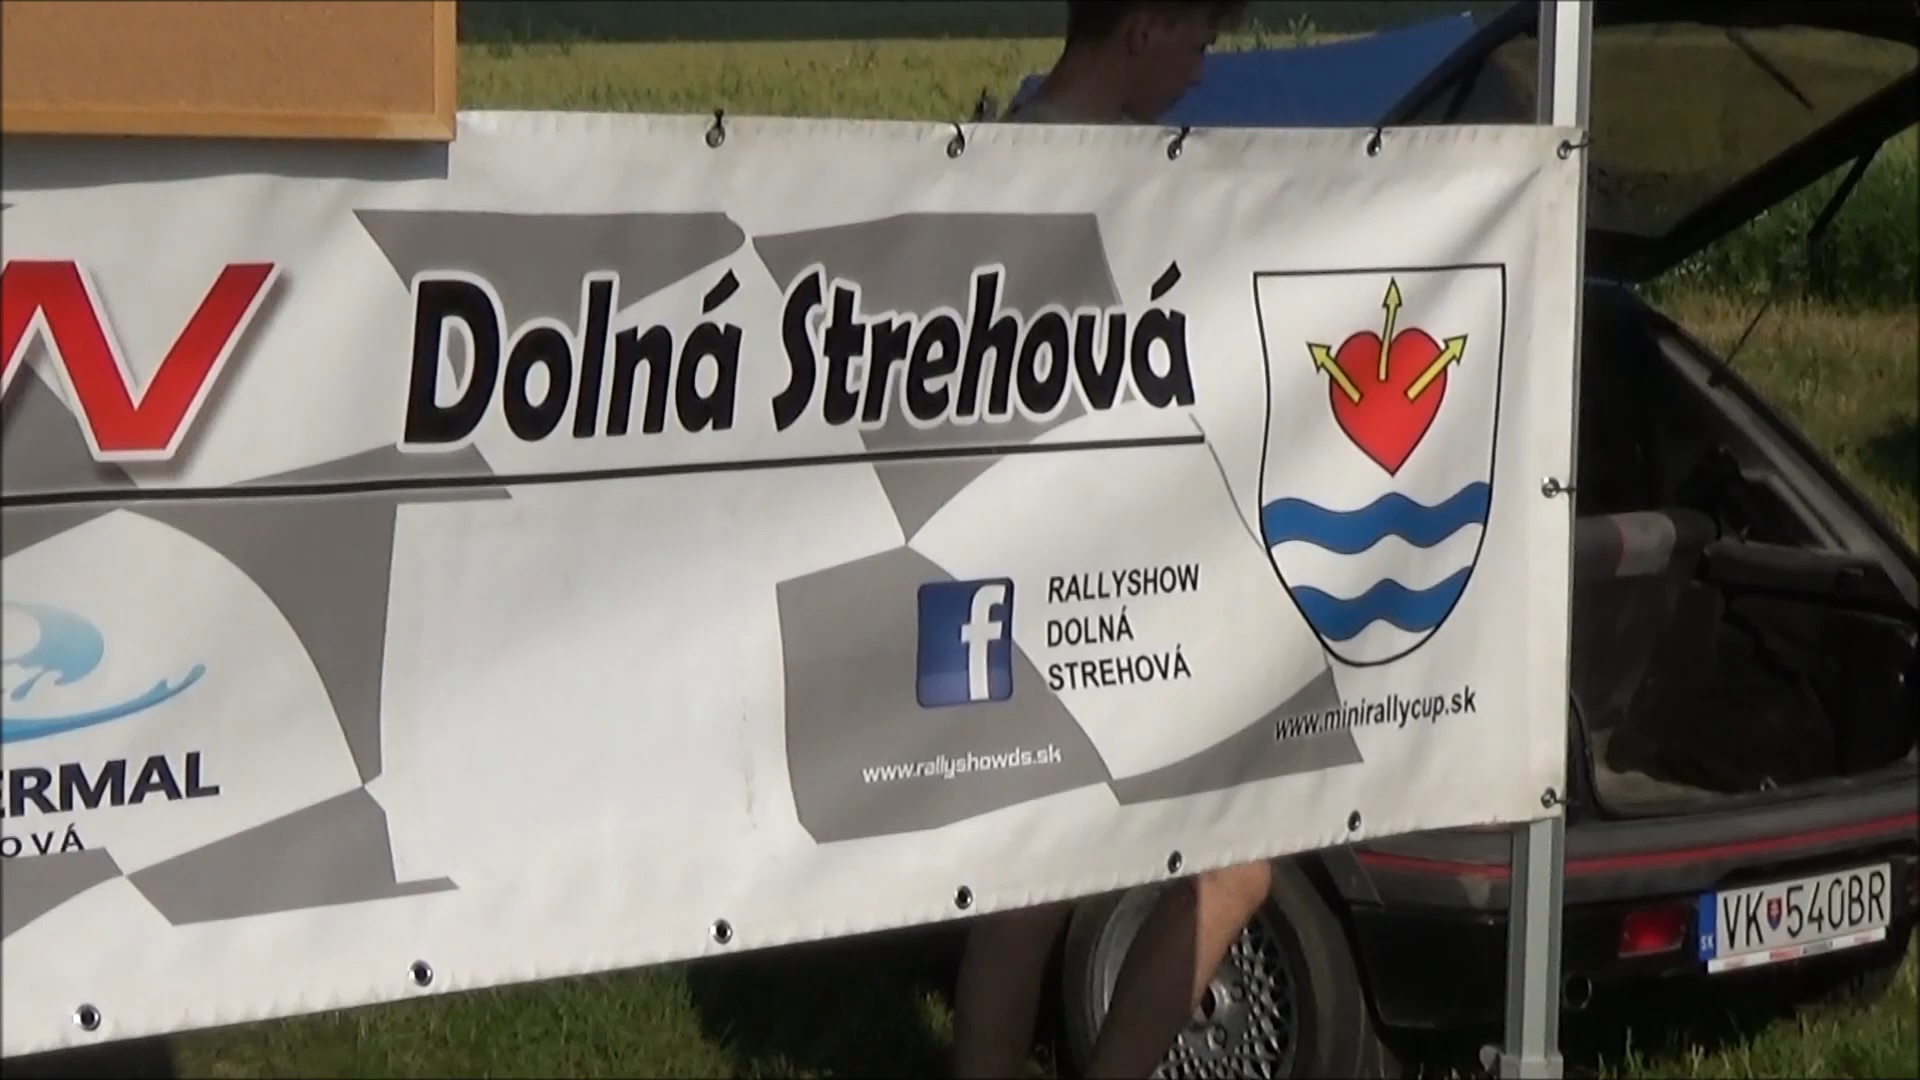 W Dolná Strehová
f RALLYSHOW
DOLNÁ
STREHOVÁ
www.minirallycup.sk
www.rallyshowds.sk
ERMAL
OVÁ
SK VK 540BR